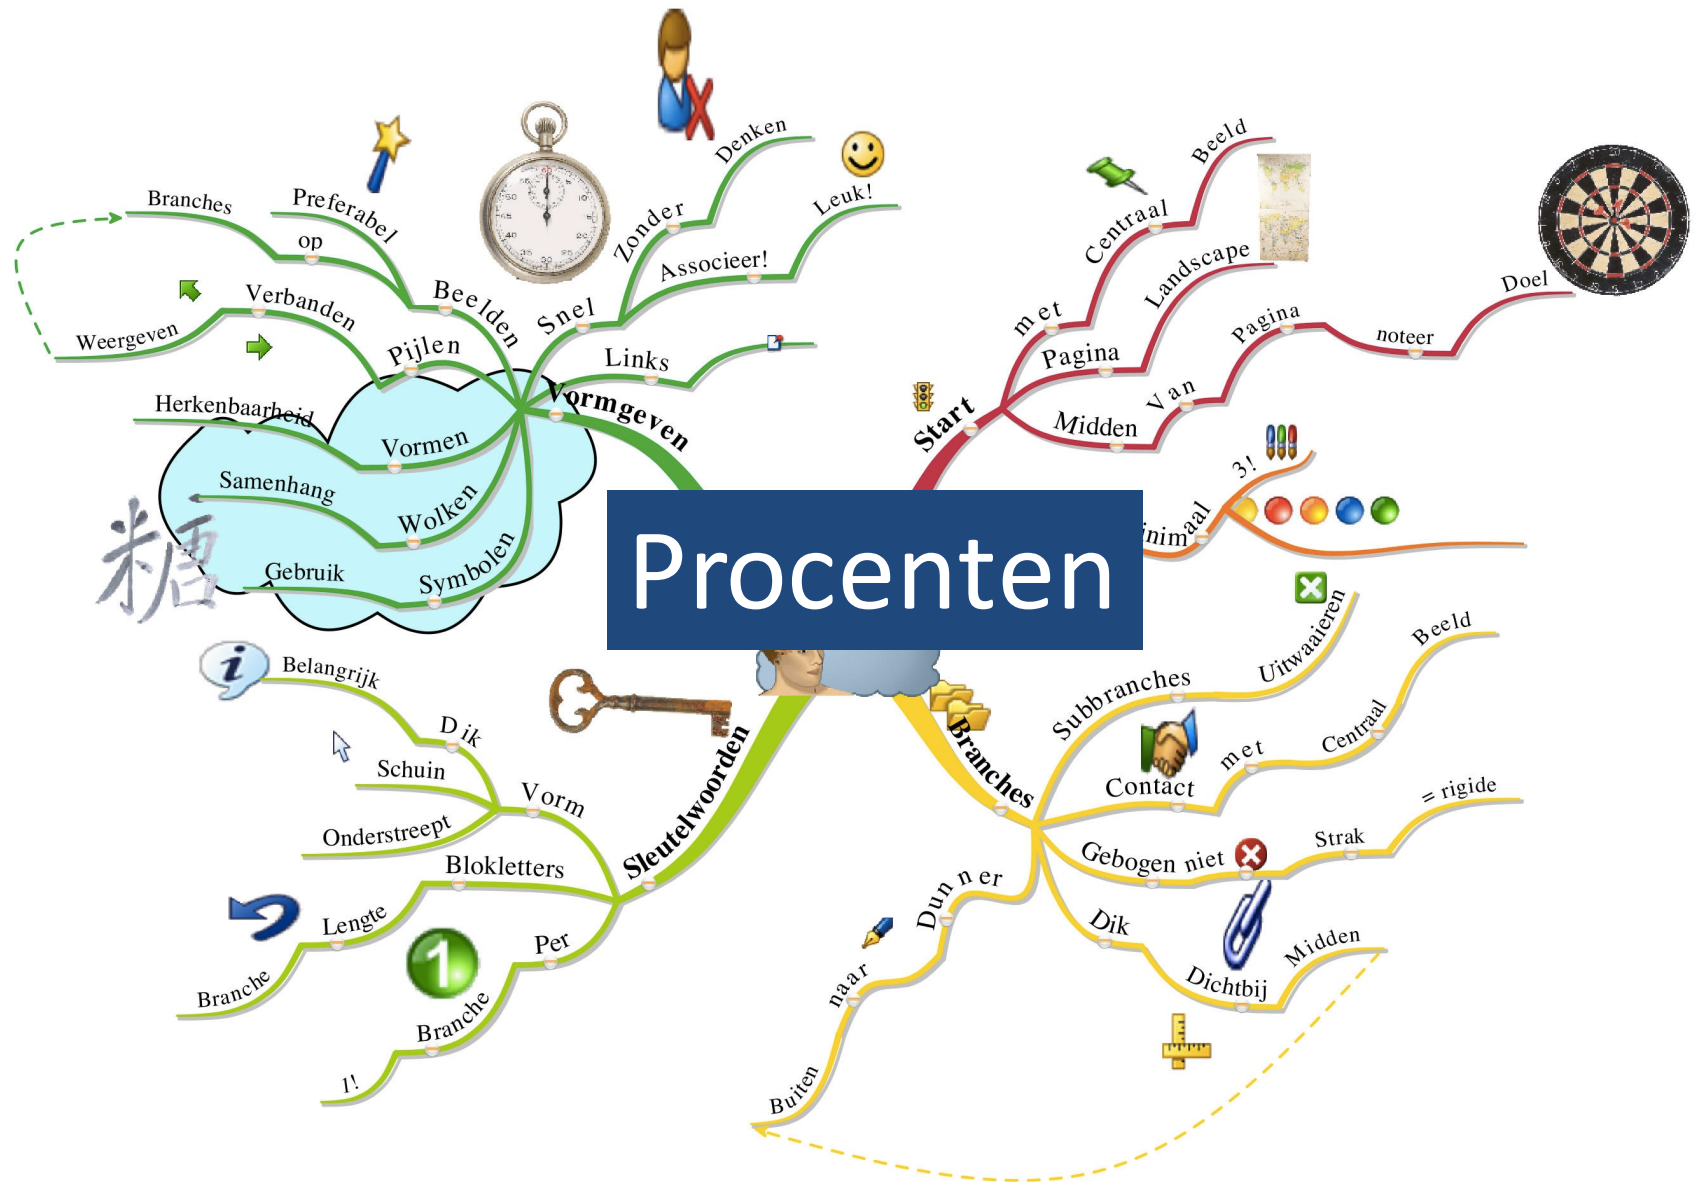 Procenten
Start
met
Centraal
Beeld
Pagina
Landscape
Midden
Van
Pagina
noteer
Doel
inimaal
3!
Branches
Subbranches
Uitwaaieren
Contact
met
Centraal
Beeld
Gebogen niet
Strak
= rigide
Dik
Dichtbij
Midden
Dunner
naar
Buiten
Sleutelwoorden
Vorm
Dik
Belangrijk
Schuin
Onderstreept
Blokletters
Lengte
Branche
Per
Branche
1!
1
i
Vormgeven
Links
Snel
Zonder
Denken
Associeer!
Leuk!
Beelden
Preferabel
op
Branches
Pijlen
Verbanden
Weergeven
Vormen
Herkenbaarheid
Wolken
Samenhang
Symbolen
Gebruik
糖